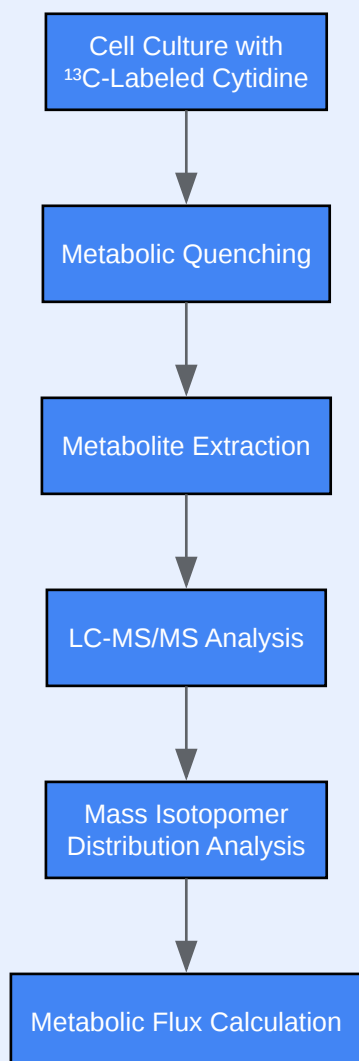 Cell Culture with
¹³C-Labeled Cytidine
Metabolic Quenching
Metabolite Extraction
LC-MS/MS Analysis
Mass Isotopomer
Distribution Analysis
Metabolic Flux Calculation